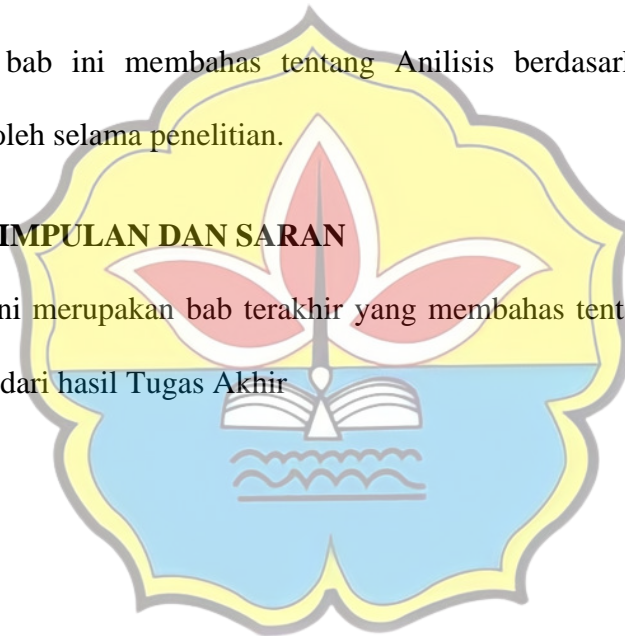 bab ini membahas tentang Anilisis berdasarl
oleh selama penelitian.
IMPULAN DAN SARAN
ni merupakan bab terakhir yang membahas tent
dari hasil Tugas Akhir